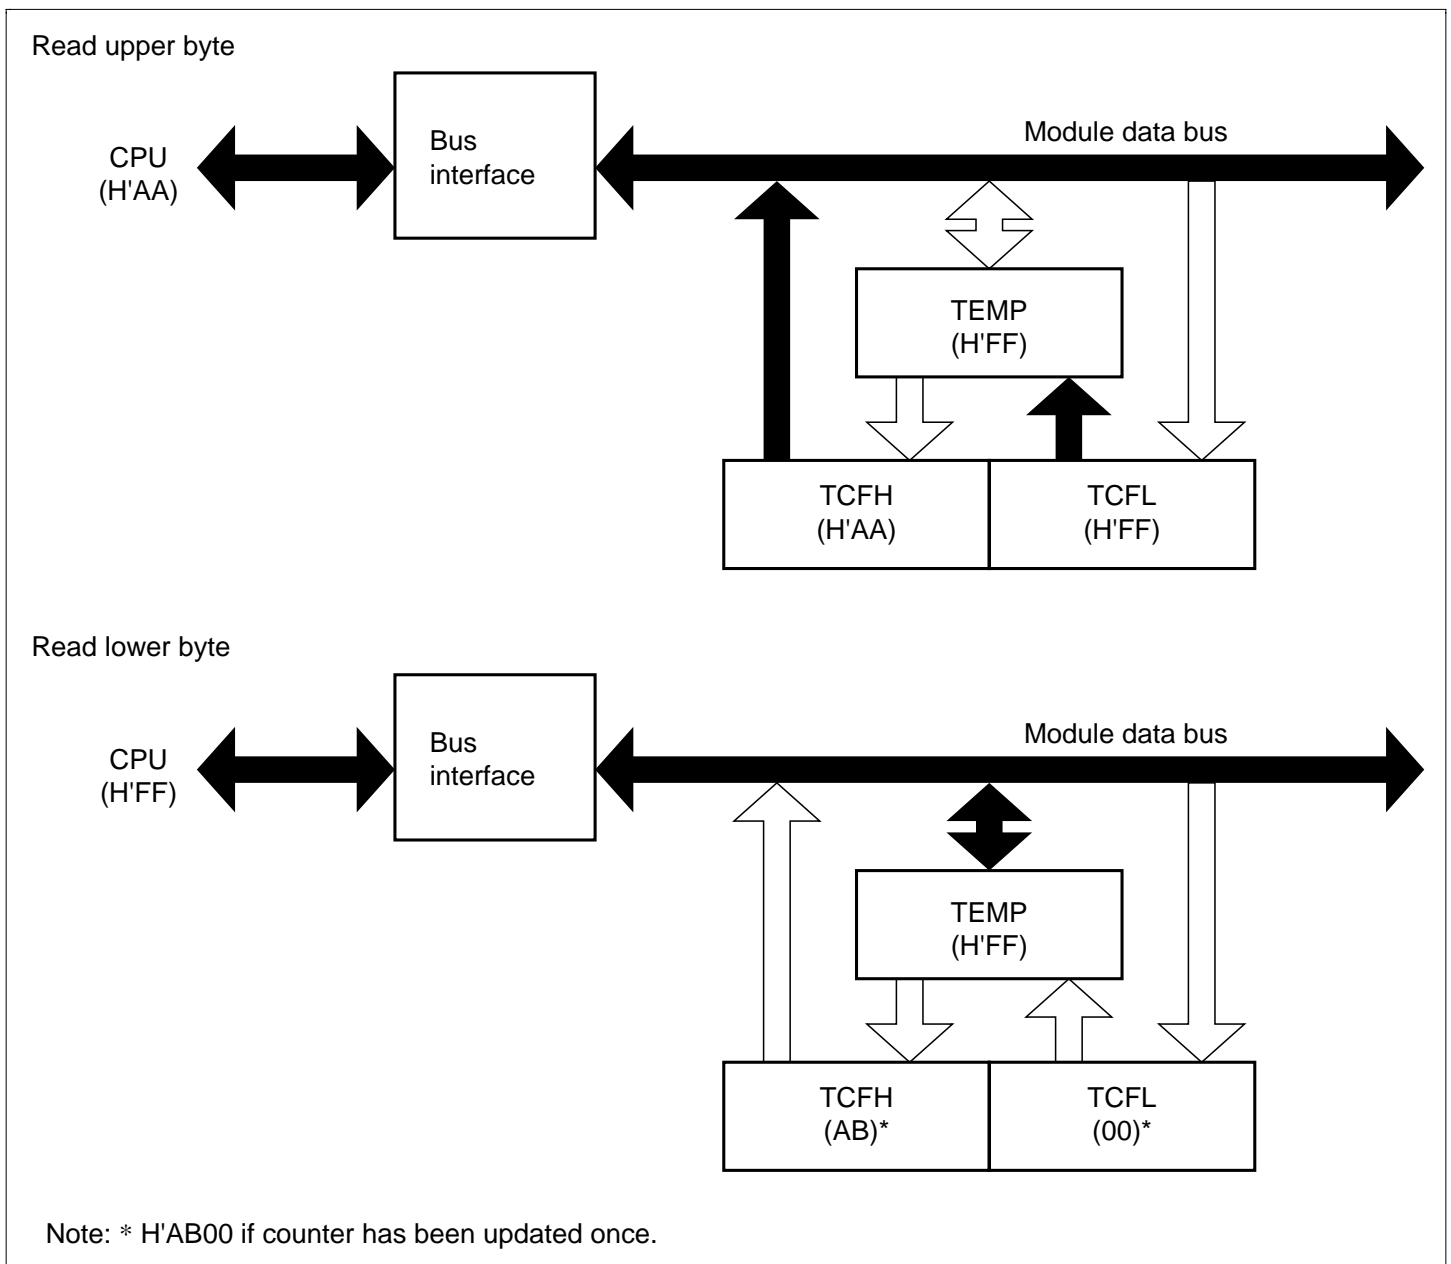 Read upper byte
CPU
(H'AA)
Bus
interface
Module data bus
TEMP
(H'FF)
TCFH
(H'AA)
TCFL
(H'FF)
Read lower byte
CPU
(H'FF)
Bus
interface
Module data bus
TEMP
(H'FF)
TCFH
(AB)*
TCFL
(00)*
Note: * H'AB00 if counter has been updated once.